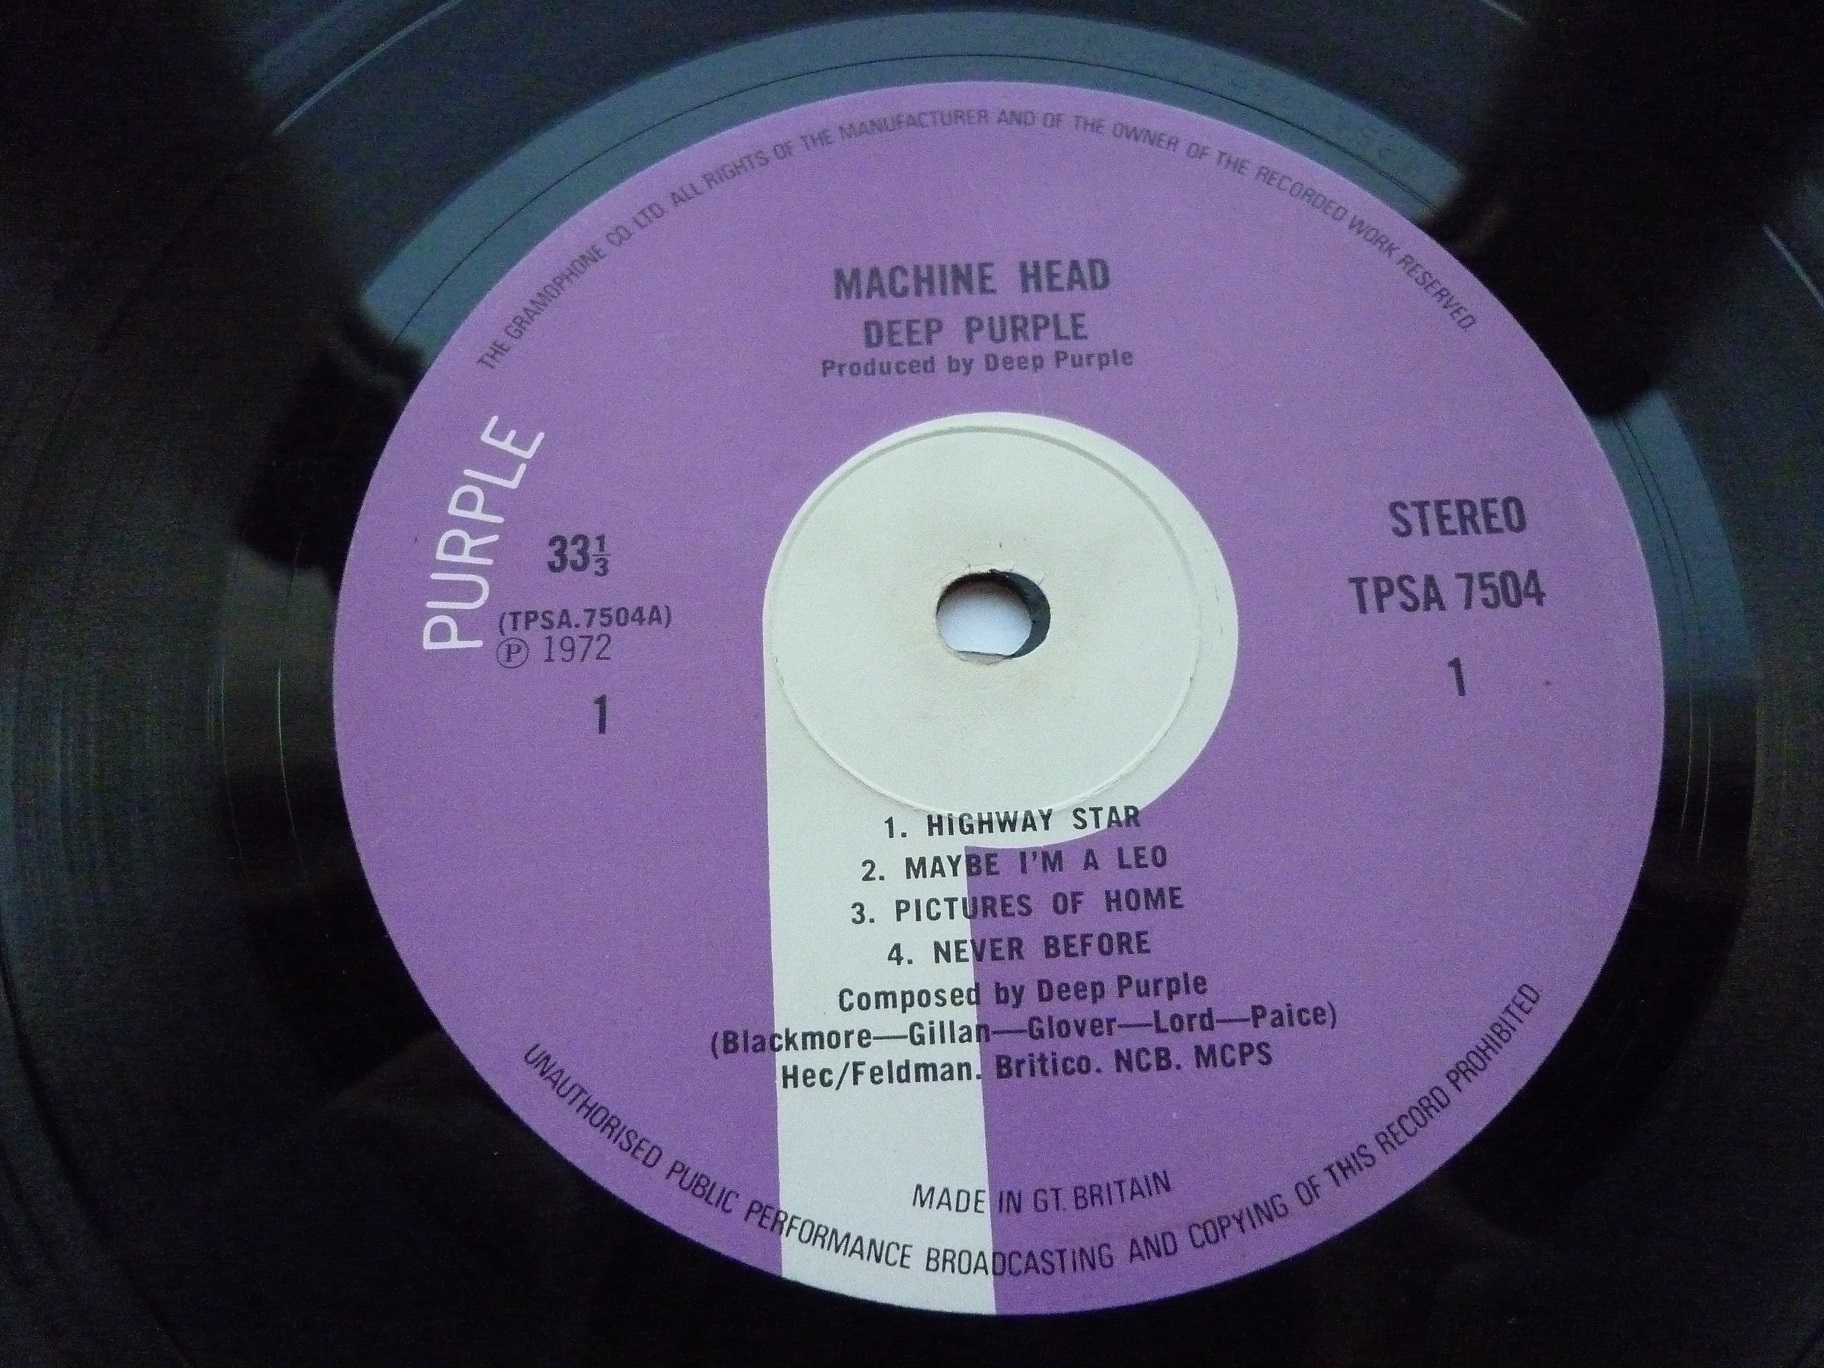 THE GRAMOPHONE CO. LTD. ALL RIGHTS OF THE MANUFACTURER AND OF THE OWNER OF THE RECORDED WORK RESERVED.
MACHINE HEAD
DEEP PURPLE
Produced by Deep Purple
PURPLE
33⅓
(TPSA.7504A)
Ⓟ 1972
1
STEREO
TPSA 7504
1
1. HIGHWAY STAR
2. MAYBE I'M A LEO
3. PICTURES OF HOME
4. NEVER BEFORE
Composed by Deep Purple
(Blackmore—Gillan—Glover—Lord—Paice)
Hec/Feldman. Britico. NCB. MCPS
MADE IN GT. BRITAIN
UNAUTHORISED PUBLIC PERFORMANCE BROADCASTING AND COPYING OF THIS RECORD PROHIBITED.